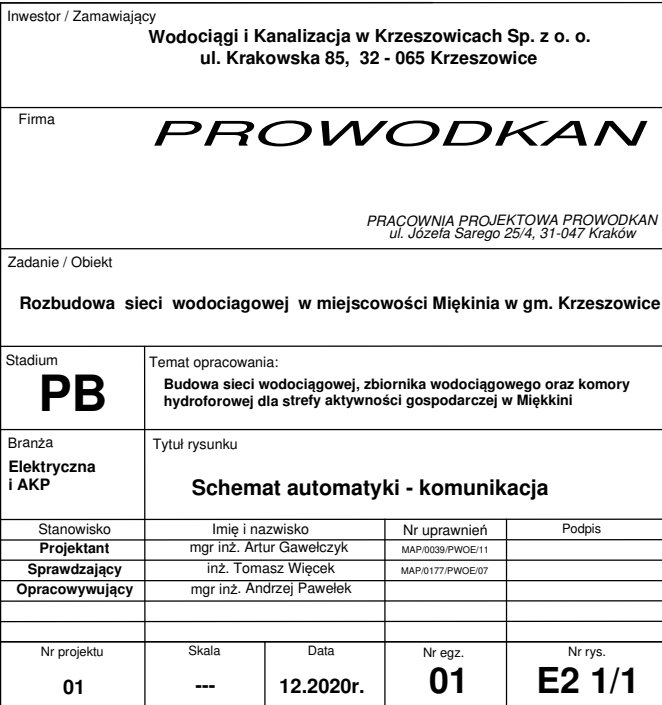 Inwestor / Zamawiający
Wodociągi i Kanalizacja w Krzeszowicach Sp. z o. o.
ul. Krakowska 85, 32 - 065 Krzeszowice
Firma
PROWODKAN
PRACOWNIA PROJEKTOWA PROWODKAN
ul. Józefa Sarego 25/4, 31-047 Kraków
Zadanie / Obiekt
Rozbudowa sieci wodociagowej w miejscowości Miękinia w gm. Krzeszowice
Stadium
PB
Temat opracowania:
Budowa sieci wodociągowej, zbiornika wodociągowego oraz komory
hydroforowej dla strefy aktywności gospodarczej w Miękkini
Branża
Elektryczna
i AKP
Tytuł rysunku
Schemat automatyki - komunikacja
Stanowisko Imię i nazwisko Nr uprawnień Podpis
Projektant mgr inż. Artur Gawełczyk MAP/0039/PWOE/11
Sprawdzający inż. Tomasz Więcek MAP/0177/PWOE/07
Opracowywujący mgr inż. Andrzej Pawełek
Nr projektu Skala Data Nr egz. Nr rys.
01 --- 12.2020r. 01 E2 1/1